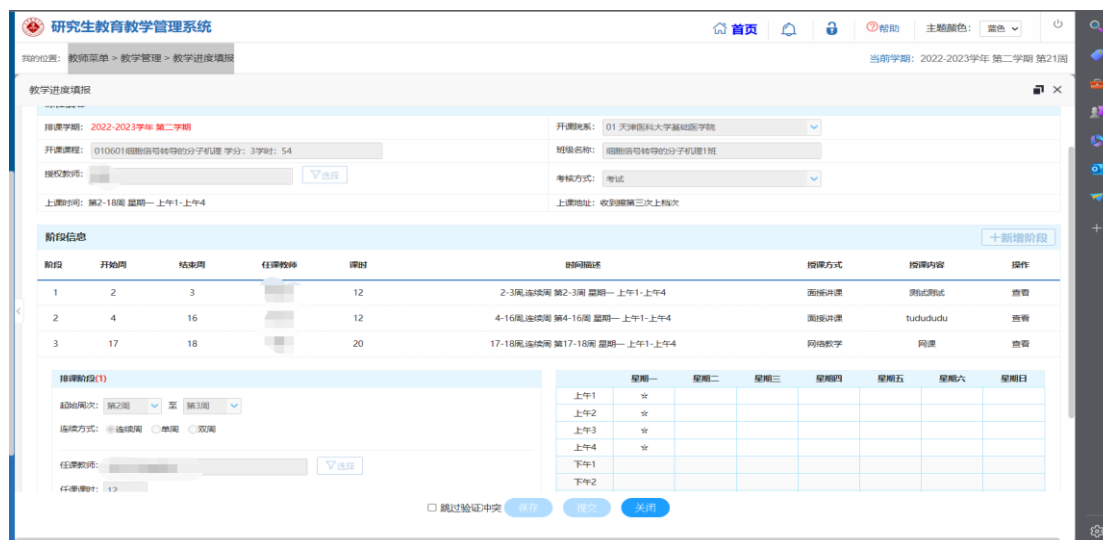 研究生教育教学管理系统 首页 ?帮助 主题颜色: 蓝色
我的位置: 教师菜单 > 教学管理 > 教学进度填报 当前学期: 2022-2023学年 第二学期 第21周
教学进度填报
排课学期: 2022-2023学年 第二学期 开课院系: 01 天津医科大学基础医学院
开课课程: 010601细胞信号转导的分子机理 学分: 3学时: 54 班级名称: 细胞信号转导的分子机理1班
授权教师: 选择 考核方式: 考试
上课时间: 第2-18周 星期一 上午1-上午4 上课地址: 收到擦第三次上档次
阶段信息 +新增阶段
阶段 开始周 结束周 任课教师 课时 时间描述 授课方式 授课内容 操作
1 2 3 12 2-3周,连续周 第2-3周 星期一 上午1-上午4 面授讲课 测试测试 查看
2 4 16 12 4-16周,连续周 第4-16周 星期一 上午1-上午4 面授讲课 tudududu 查看
3 17 18 20 17-18周,连续周 第17-18周 星期一 上午1-上午4 网络教学 网课 查看
排课阶段(1) 星期一 星期二 星期三 星期四 星期五 星期六 星期日
起始周次: 第2周 至 第3周 上午1 ☆
上午2 ☆
连续方式: 连续周 单周 双周 上午3 ☆
上午4 ☆
任课教师: 选择 下午1
任课课时: 12 下午2
跳过验证冲突 保存 提交 关闭